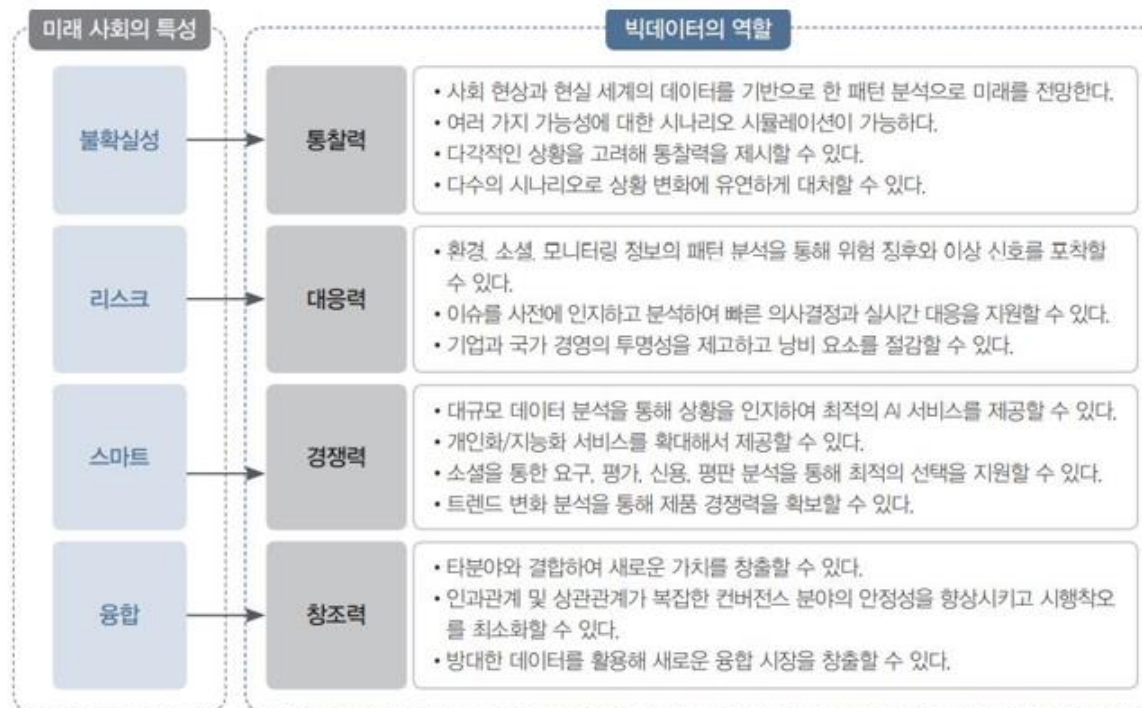 미래 사회의 특성
빅데이터의 역할
불확실성
통찰력
• 사회 현상과 현실 세계의 데이터를 기반으로 한 패턴 분석으로 미래를 전망한다.
• 여러 가지 가능성에 대한 시나리오 시뮬레이션이 가능하다.
• 다각적인 상황을 고려해 통찰력을 제시할 수 있다.
• 다수의 시나리오로 상황 변화에 유연하게 대처할 수 있다.
리스크
대응력
• 환경, 소셜, 모니터링 정보의 패턴 분석을 통해 위험 징후와 이상 신호를 포착할
수 있다.
• 이슈를 사전에 인지하고 분석하여 빠른 의사결정과 실시간 대응을 지원할 수 있다.
• 기업과 국가 경영의 투명성을 제고하고 낭비 요소를 절감할 수 있다.
스마트
경쟁력
• 대규모 데이터 분석을 통해 상황을 인지하여 최적의 AI 서비스를 제공할 수 있다.
• 개인화/지능화 서비스를 확대해서 제공할 수 있다.
• 소셜을 통한 요구, 평가, 신용, 평판 분석을 통해 최적의 선택을 지원할 수 있다.
• 트렌드 변화 분석을 통해 제품 경쟁력을 확보할 수 있다.
융합
창조력
• 타분야와 결합하여 새로운 가치를 창출할 수 있다.
• 인과관계 및 상관관계가 복잡한 컨버전스 분야의 안정성을 향상시키고 시행착오
를 최소화할 수 있다.
• 방대한 데이터를 활용해 새로운 융합 시장을 창출할 수 있다.